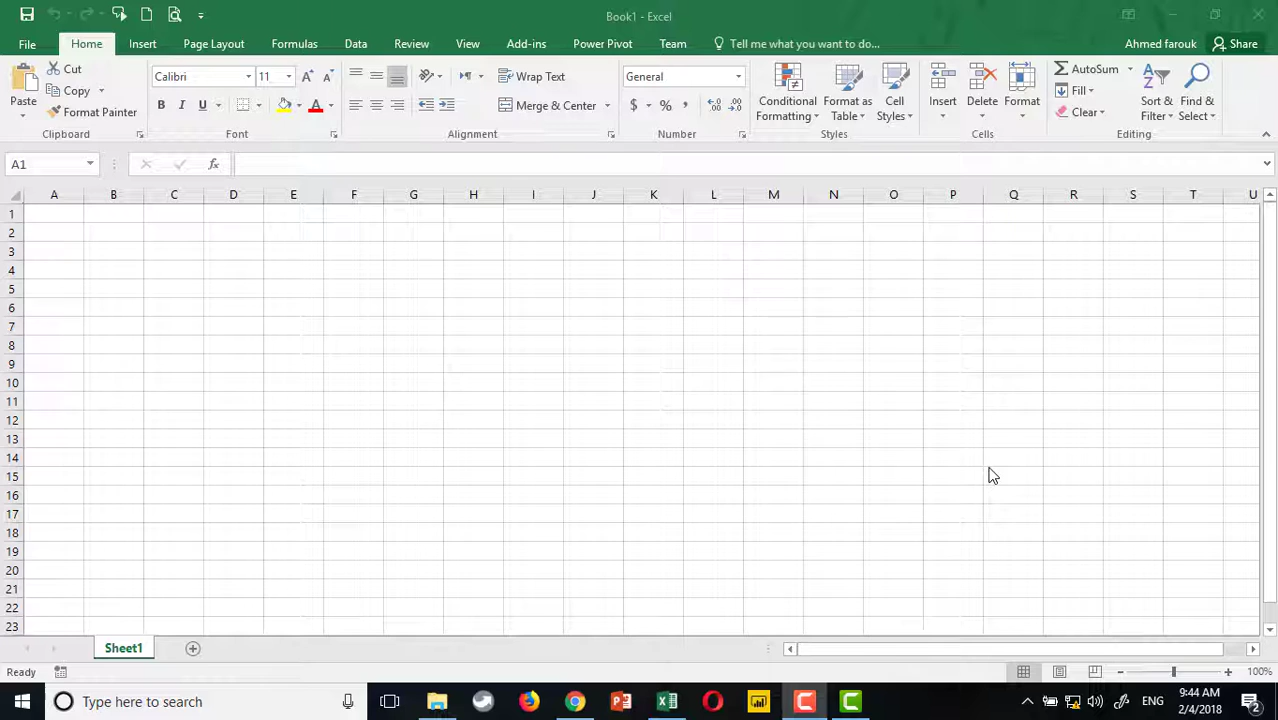 Book1 - Excel
File Home Insert Page Layout Formulas Data Review View Add-ins Power Pivot Team Tell me what you want to do... Ahmed farouk Share
Paste
Cut
Copy
Format Painter
Clipboard
Calibri 11
B I U A
Font
Wrap Text
Merge & Center
Alignment
General
$ % ,
Number
Conditional Formatting
Format as Table
Cell Styles
Styles
Insert Delete Format
Cells
AutoSum
Fill
Clear
Sort & Filter
Find & Select
Editing
A1 fx
A B C D E F G H I J K L M N O P Q R S T U
1
2
3
4
5
6
7
8
9
10
11
12
13
14
15
16
17
18
19
20
21
22
23
Sheet1
Ready 100%
Type here to search ENG 9:44 AM
2/4/2018 2